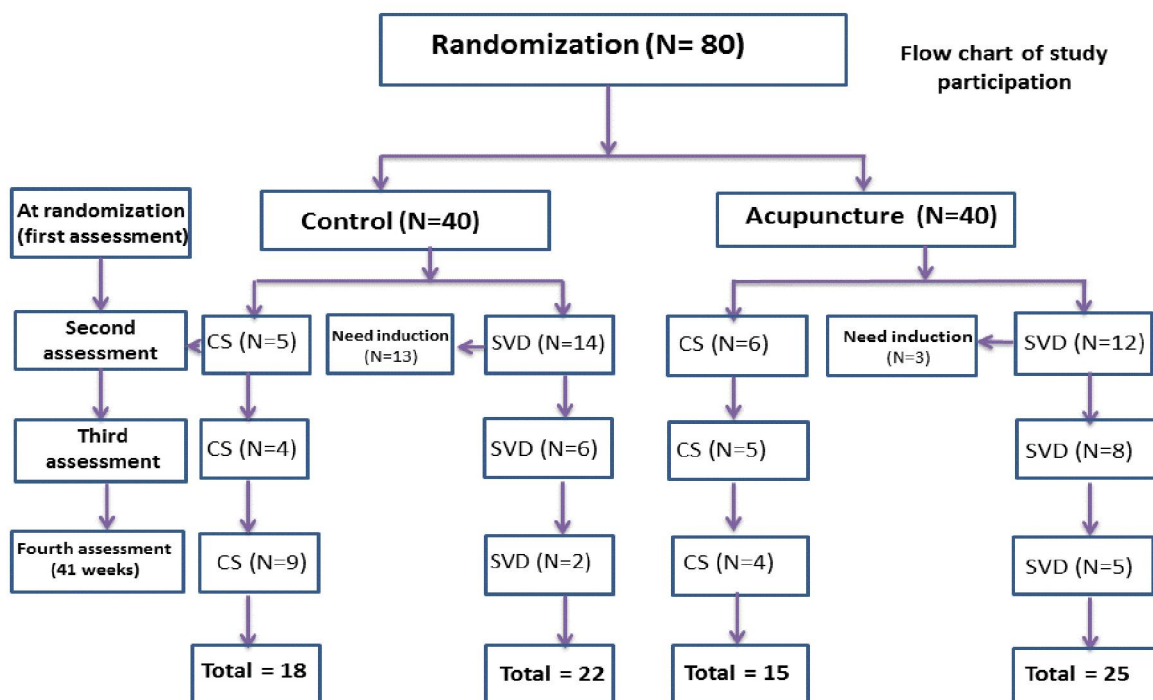 Randomization (N= 80)
Flow chart of study
participation
At randomization
(first assessment)
Control (N=40)
Acupuncture (N=40)
Second
assessment
CS (N=5)
Need induction
(N=13)
SVD (N=14)
CS (N=6)
Need induction
(N=3)
SVD (N=12)
Third
assessment
CS (N=4)
SVD (N=6)
CS (N=5)
SVD (N=8)
Fourth assessment
(41 weeks)
CS (N=9)
SVD (N=2)
CS (N=4)
SVD (N=5)
Total = 18
Total = 22
Total = 15
Total = 25